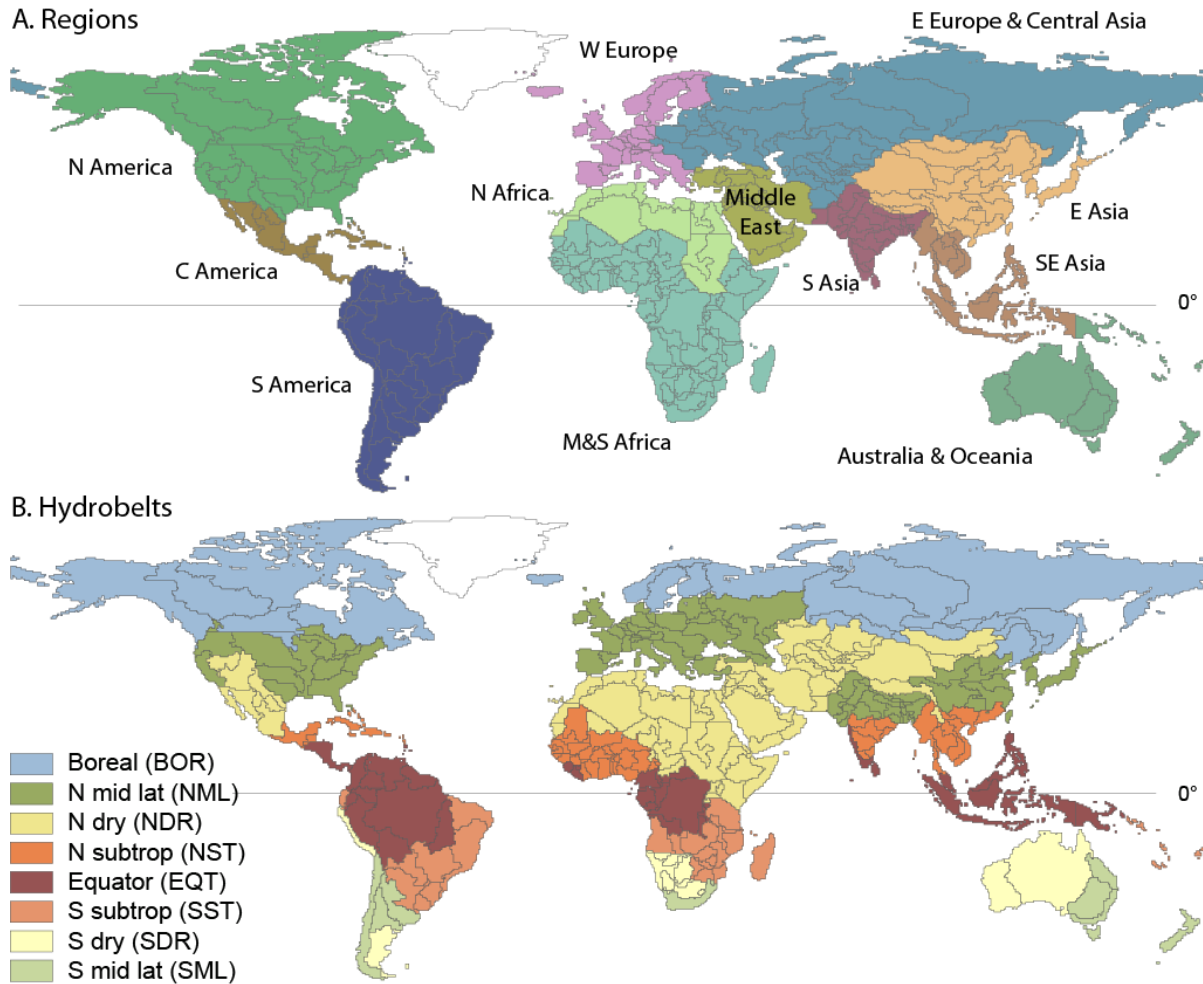 A. Regions
E Europe & Central Asia
W Europe
N America
N Africa
Middle
East
E Asia
C America
S Asia
SE Asia
0°
S America
M&S Africa
Australia & Oceania
B. Hydrobelts
0°
Boreal (BOR)
N mid lat (NML)
N dry (NDR)
N subtrop (NST)
Equator (EQT)
S subtrop (SST)
S dry (SDR)
S mid lat (SML)